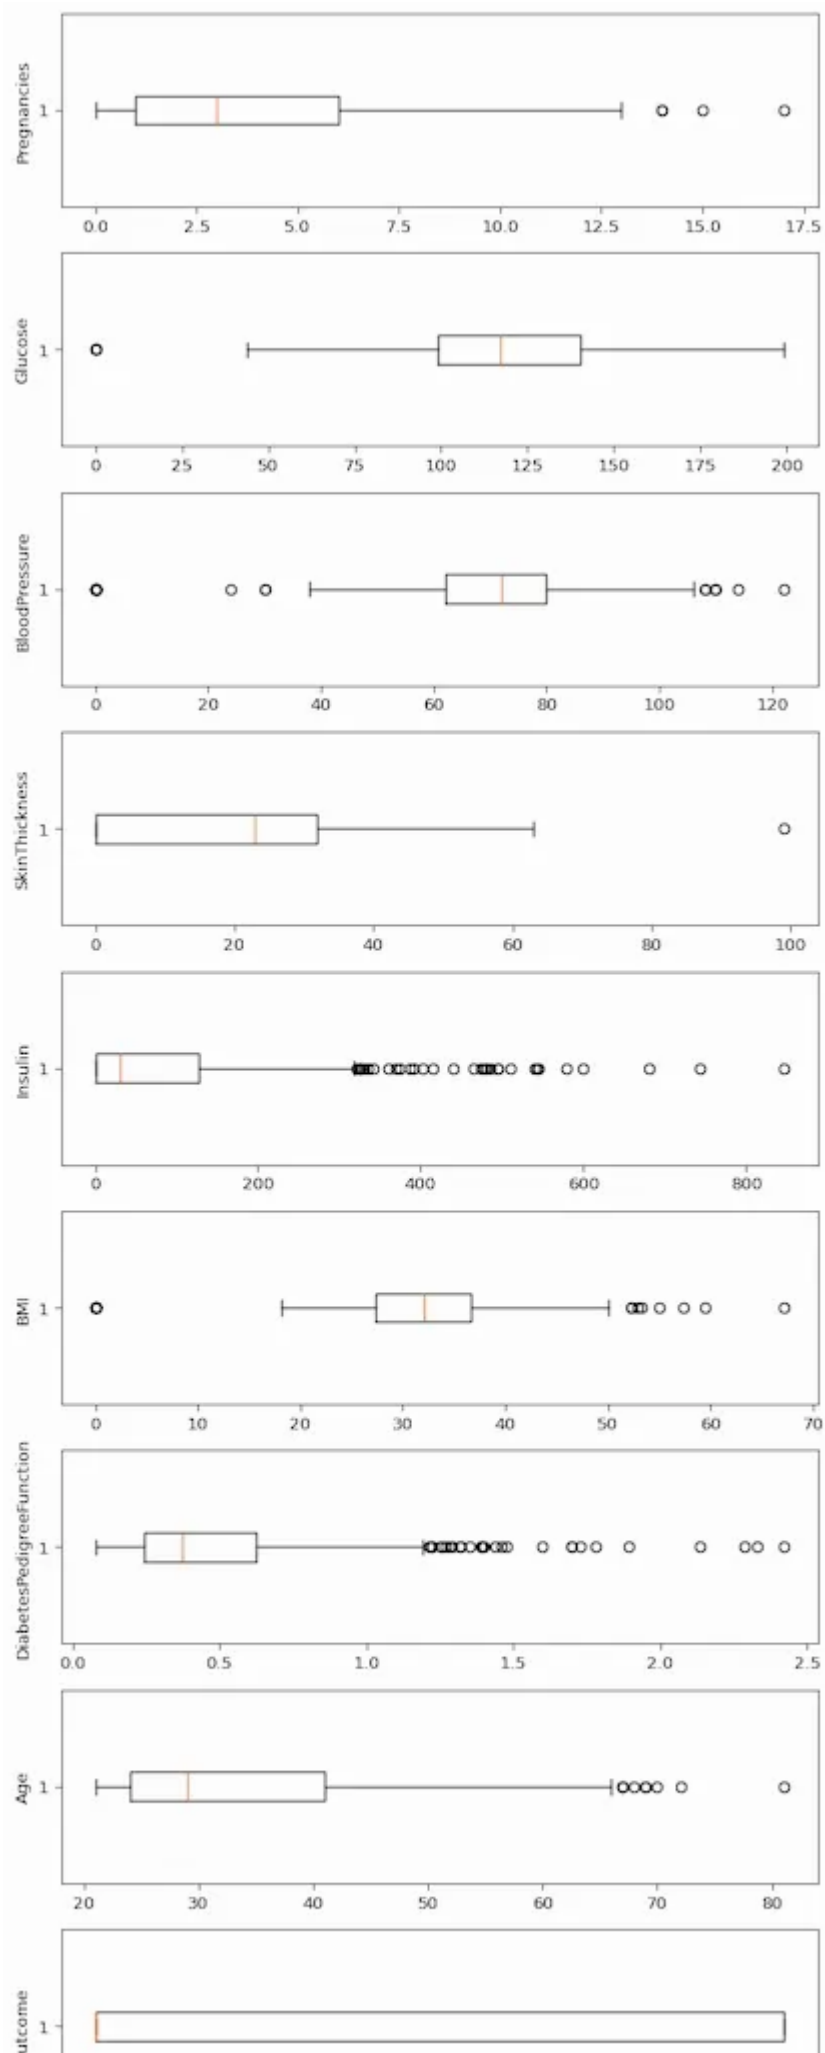 Pregnancies
1
0.0 2.5 5.0 7.5 10.0 12.5 15.0 17.5
Glucose
1
0 25 50 75 100 125 150 175 200
BloodPressure
1
0 20 40 60 80 100 120
SkinThickness
1
0 20 40 60 80 100
Insulin
1
0 200 400 600 800
BMI
1
0 10 20 30 40 50 60 70
DiabetesPedigreeFunction
1
0.0 0.5 1.0 1.5 2.0 2.5
Age
1
20 30 40 50 60 70 80
utcome
1